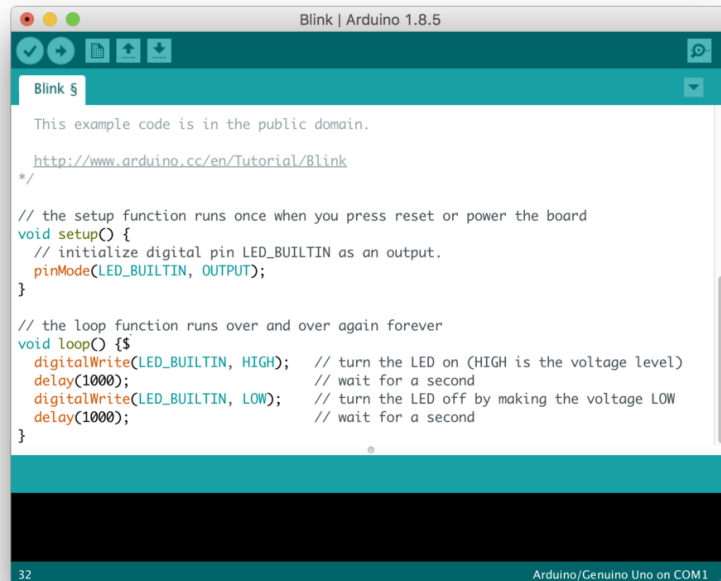 Blink | Arduino 1.8.5
Blink §
This example code is in the public domain.
http://www.arduino.cc/en/Tutorial/Blink
*/
// the setup function runs once when you press reset or power the board
void setup() {
// initialize digital pin LED_BUILTIN as an output.
pinMode(LED_BUILTIN, OUTPUT);
}
// the loop function runs over and over again forever
void loop() {$
digitalWrite(LED_BUILTIN, HIGH);   // turn the LED on (HIGH is the voltage level)
delay(1000);                       // wait for a second
digitalWrite(LED_BUILTIN, LOW);    // turn the LED off by making the voltage LOW
delay(1000);                       // wait for a second
}
32 Arduino/Genuino Uno on COM1